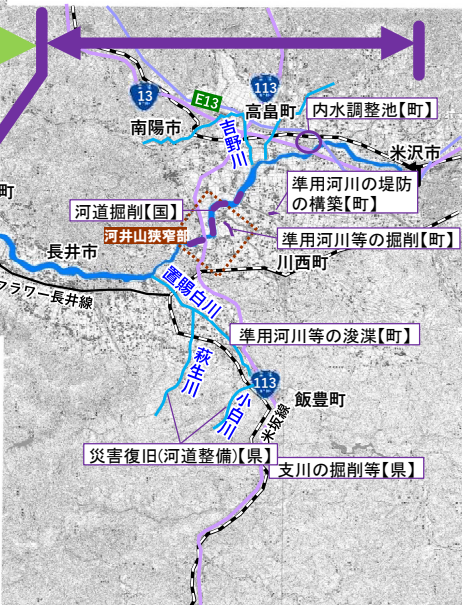 13
E13
113
高畠町
内水調整池【町】
南陽市
吉野川
米沢市
町
準用河川の堤防
の構築【町】
河道掘削【国】
河井山狭窄部
準用河川等の掘削【町】
長井市
川西町
フラワー長井線
置賜白川
準用河川等の浚渫【町】
萩生川
113
小白川
飯豊町
米坂線
災害復旧(河道整備)【県】
支川の掘削等【県】